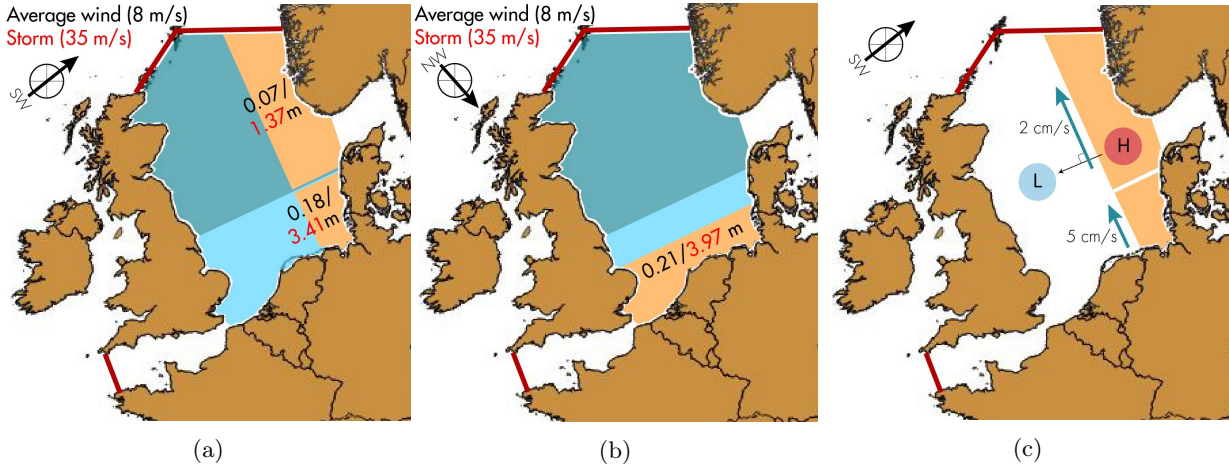 Average wind (8 m/s)
Storm (35 m/s)
SW
0.07/
1.37m
0.18/
3.41m
(a)
Average wind (8 m/s)
Storm (35 m/s)
NW
0.21/3.97 m
(b)
SW
2 cm/s
H
L
5 cm/s
(c)